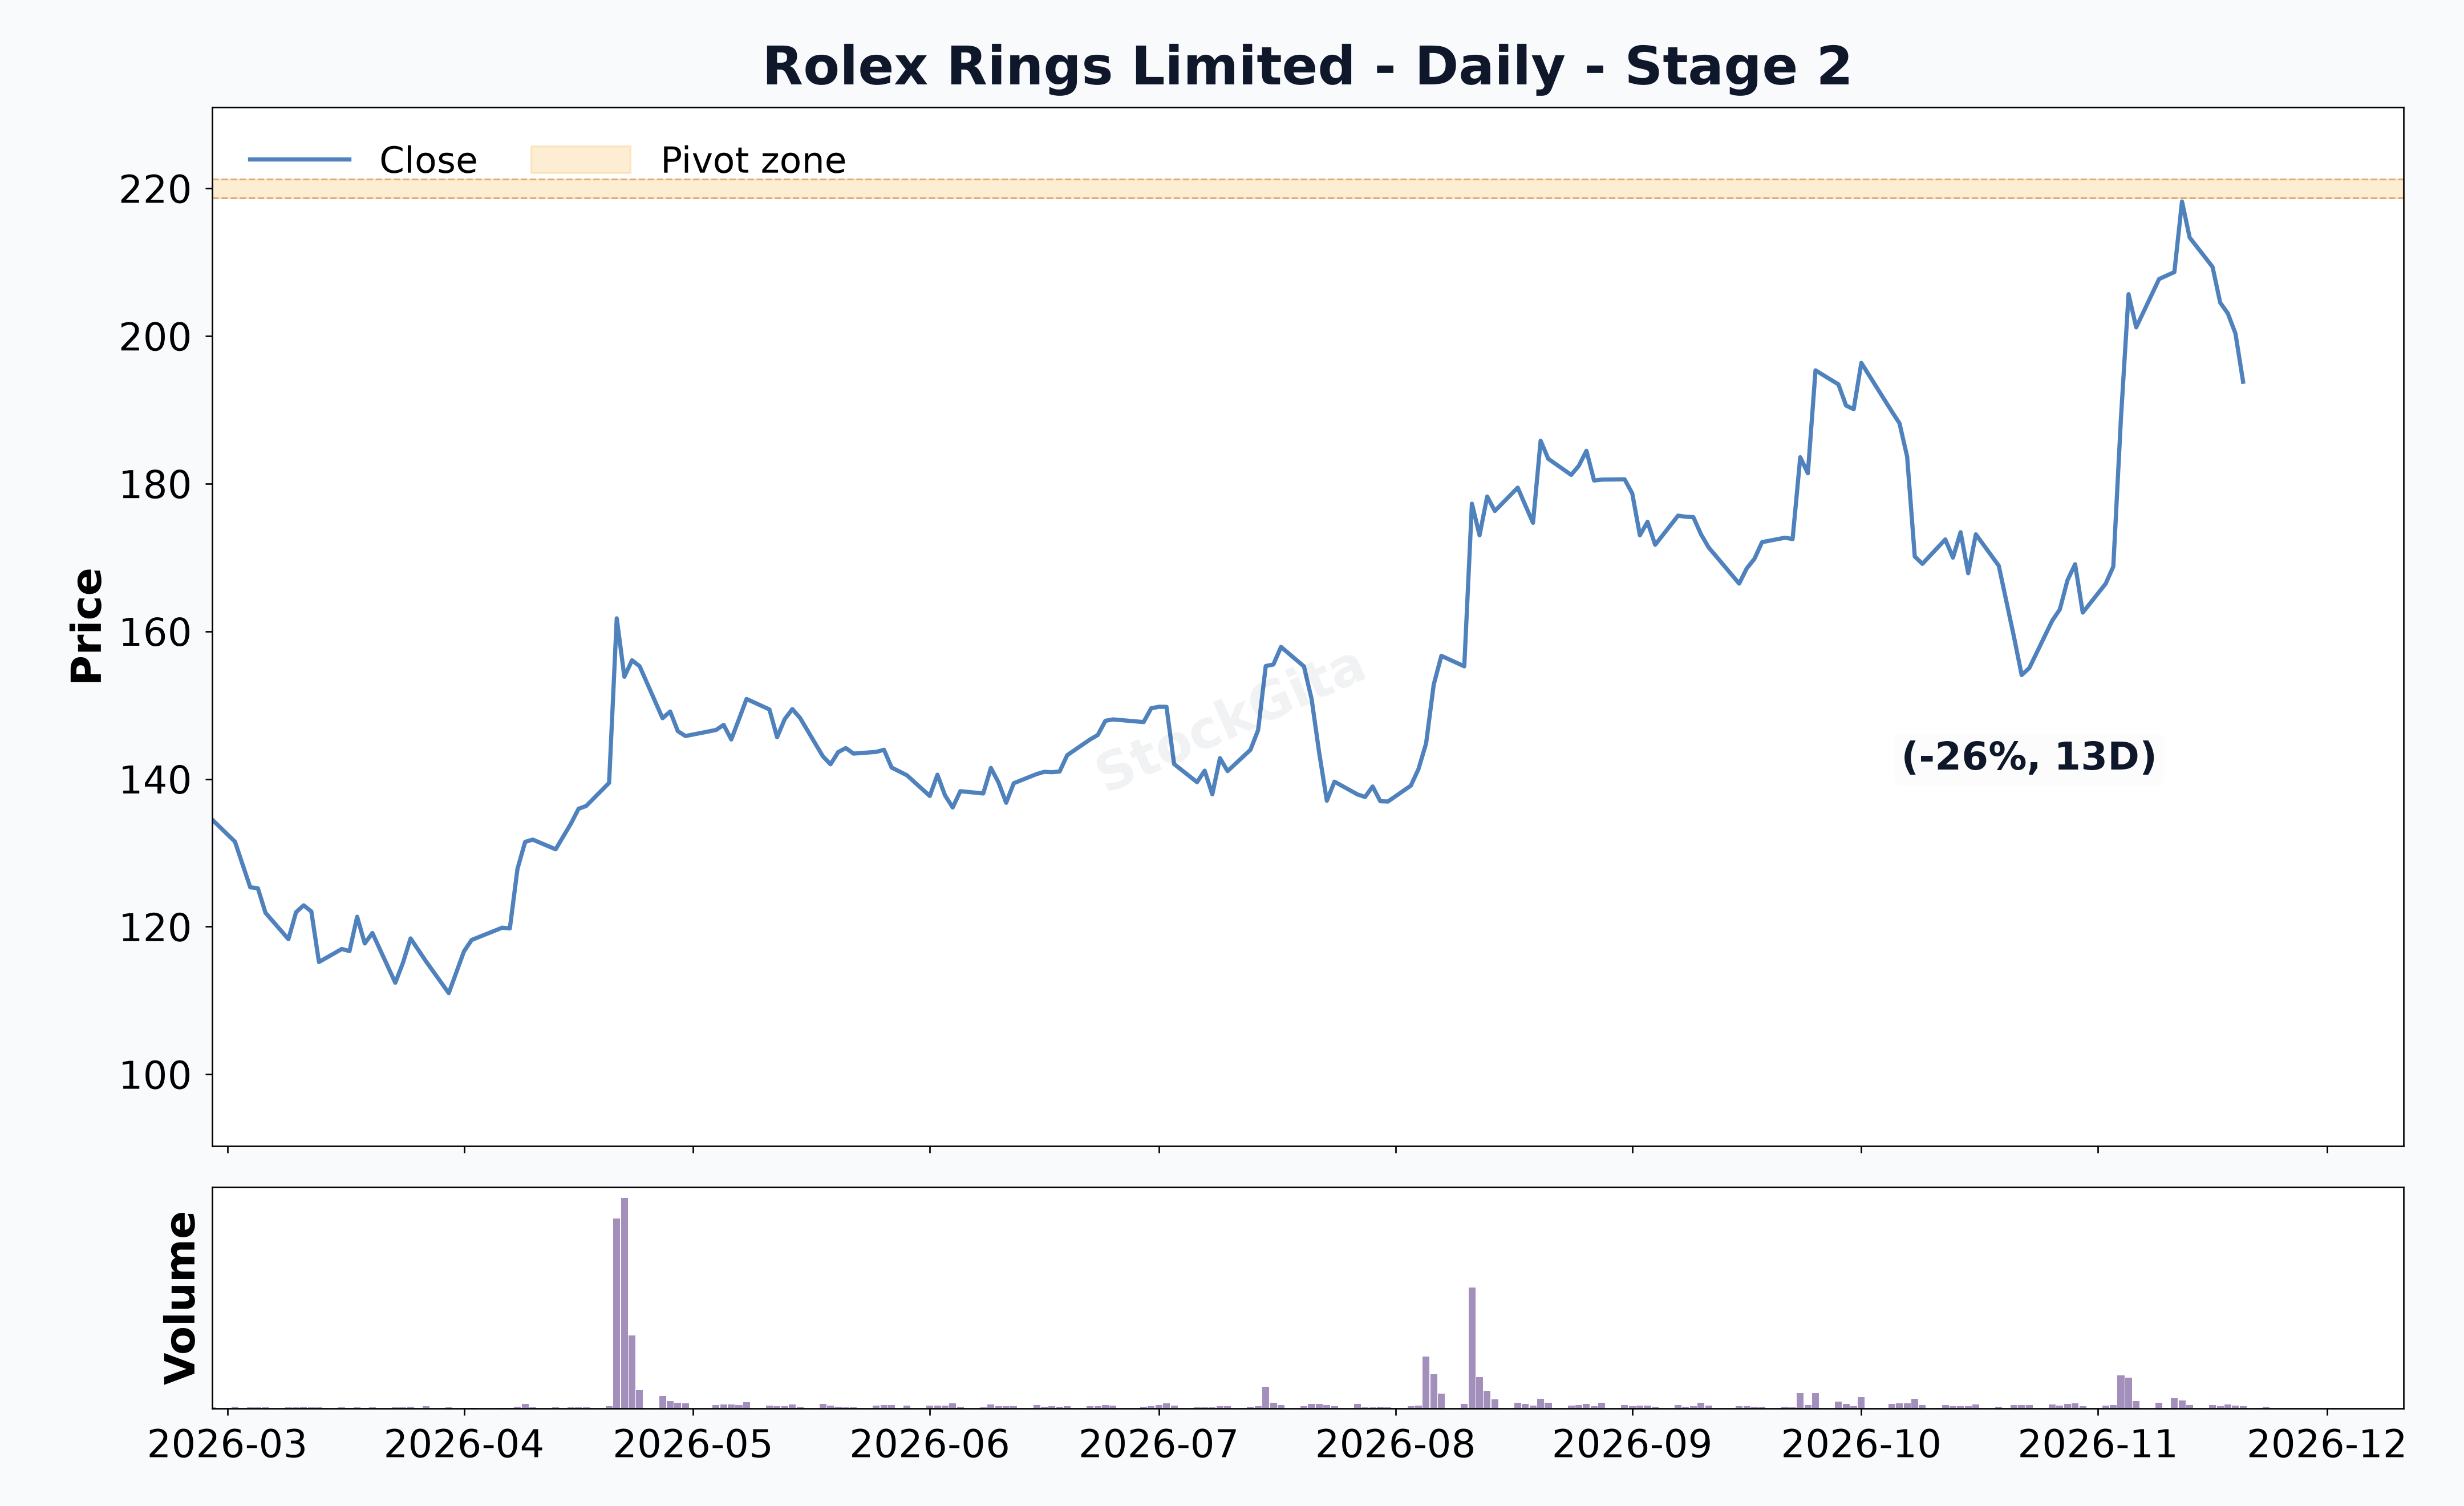 Rolex Rings Limited - Daily - Stage 2
Close
Pivot zone
220
200
180
160
140
120
100
Price
StockGita
(-26%, 13D)
Volume
2026-03
2026-04
2026-05
2026-06
2026-07
2026-08
2026-09
2026-10
2026-11
2026-12